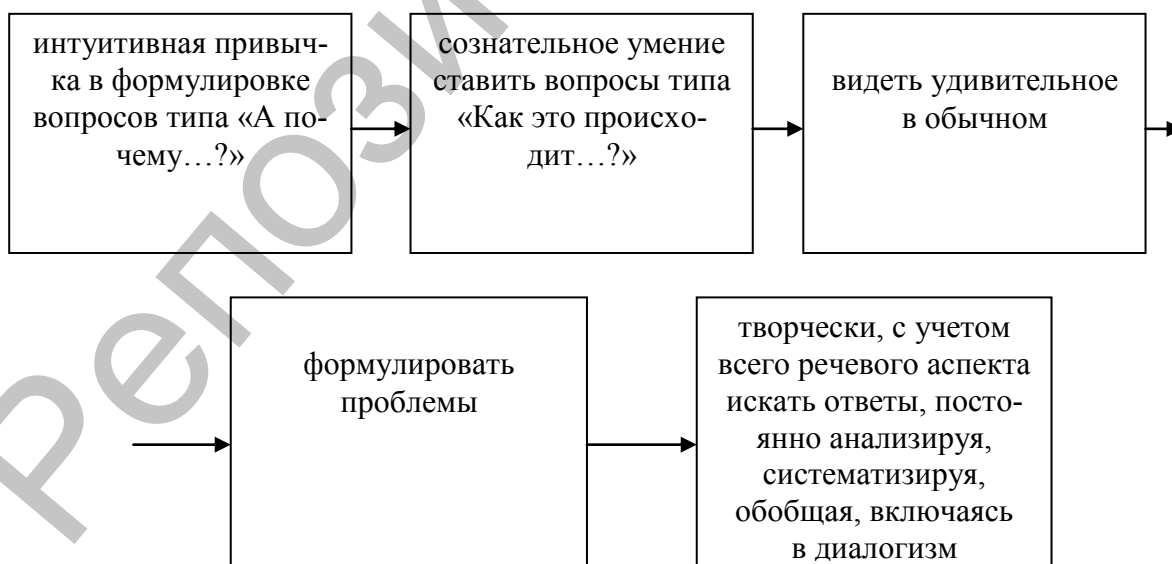 интуитивная привыч-
ка в формулировке
вопросов типа «А по-
чему…?»
сознательное умение
ставить вопросы типа
«Как это происхо-
дит…?»
видеть удивительное
в обычном
формулировать
проблемы
творчески, с учетом
всего речевого аспекта
искать ответы, посто-
янно анализируя,
систематизируя,
обобщая, включаясь
в диалогизм
Репози